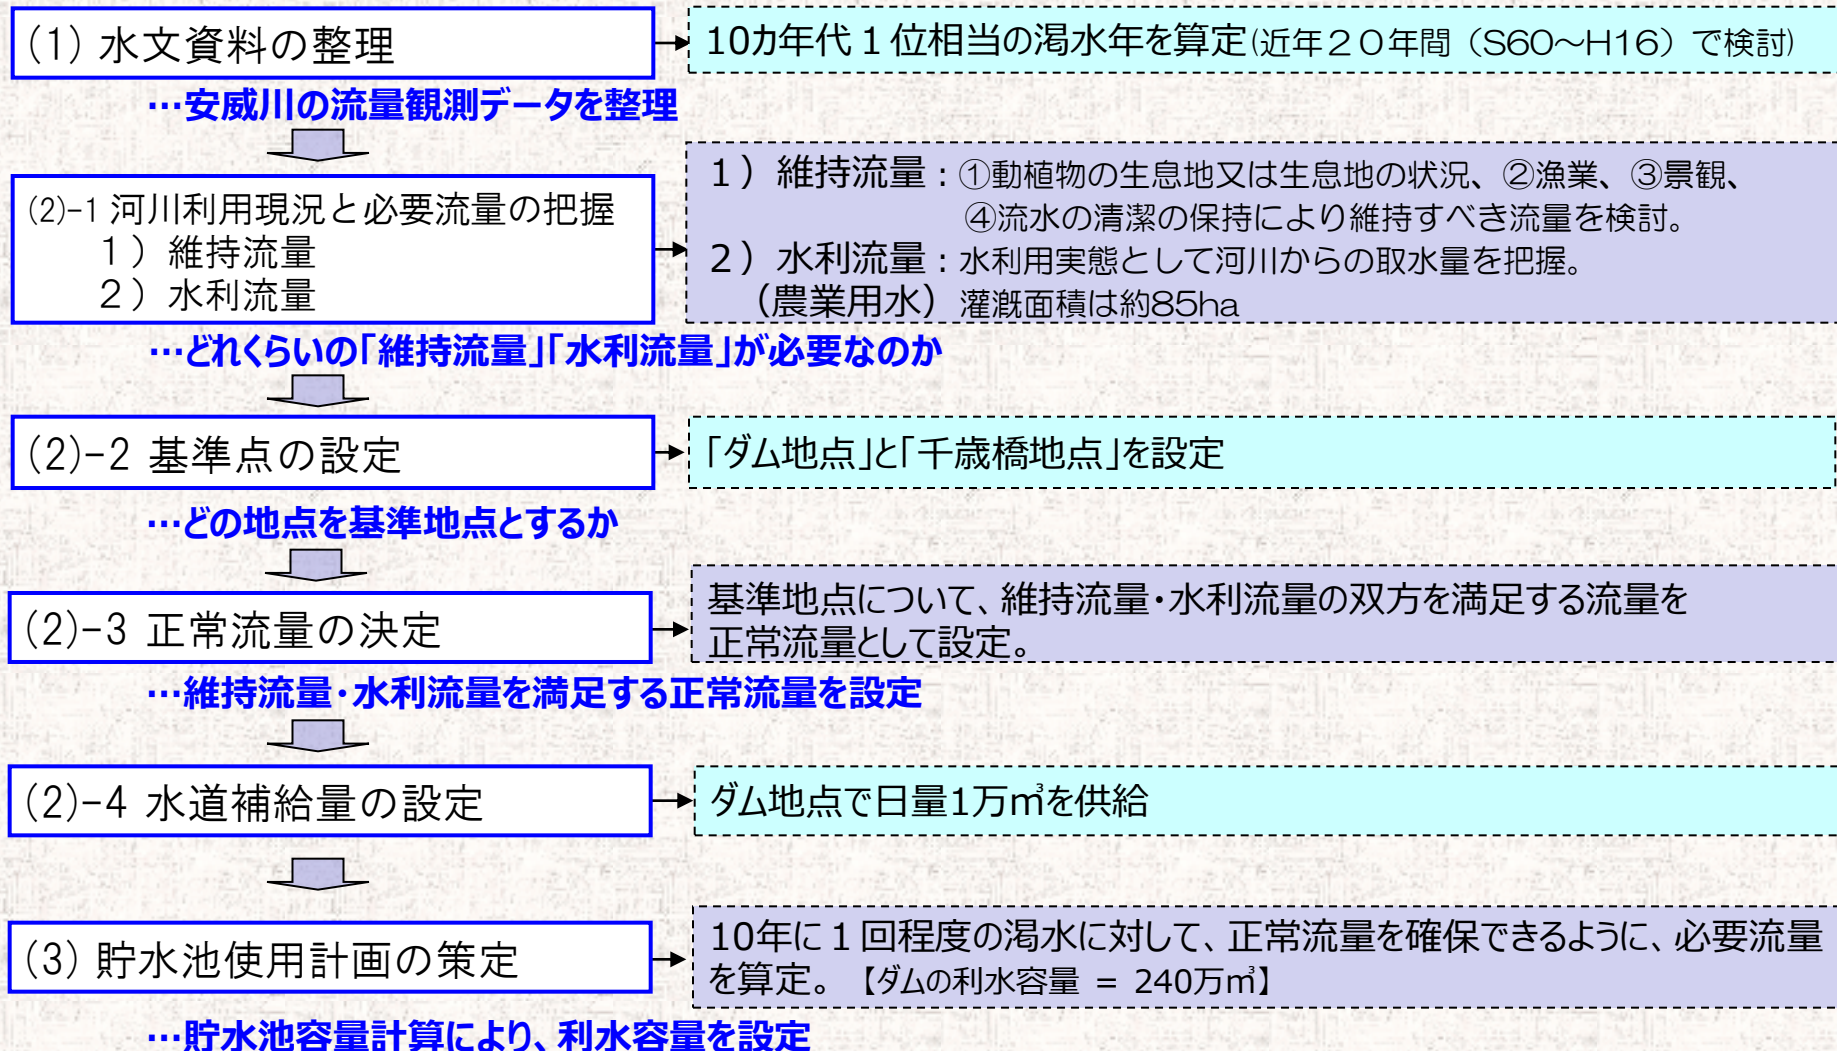 (1) 水文資料の整理
10カ年代１位相当の渇水年を算定(近年２０年間（S60～H16）で検討)
…安威川の流量観測データを整理
(2)-1 河川利用現況と必要流量の把握
１）維持流量
２）水利流量
１）維持流量：①動植物の生息地又は生息地の状況、②漁業、③景観、
④流水の清潔の保持により維持すべき流量を検討。
２）水利流量：水利用実態として河川からの取水量を把握。
（農業用水）灌漑面積は約85ha
…どれくらいの「維持流量」「水利流量」が必要なのか
(2)-2 基準点の設定
「ダム地点」と「千歳橋地点」を設定
…どの地点を基準地点とするか
(2)-3 正常流量の決定
基準地点について、維持流量・水利流量の双方を満足する流量を
正常流量として設定。
…維持流量・水利流量を満足する正常流量を設定
(2)-4 水道補給量の設定
ダム地点で日量1万㎥を供給
(3) 貯水池使用計画の策定
10年に１回程度の渇水に対して、正常流量を確保できるように、必要流量
を算定。【ダムの利水容量 = 240万㎥】
…貯水池容量計算により、利水容量を設定